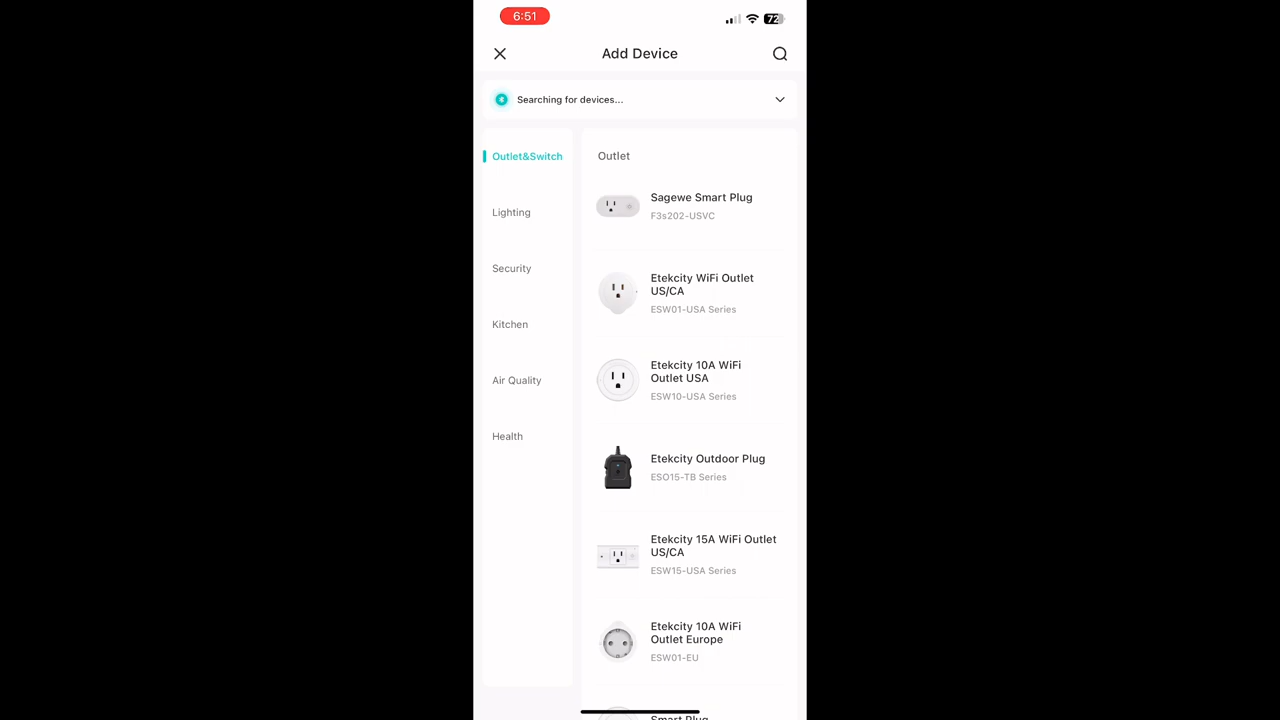 6:51
72
Add Device
Searching for devices...
Outlet&Switch
Lighting
Security
Kitchen
Air Quality
Health
Outlet
Sagewe Smart Plug
F3s202-USVC
Etekcity WiFi Outlet
US/CA
ESW01-USA Series
Etekcity 10A WiFi
Outlet USA
ESW10-USA Series
Etekcity Outdoor Plug
ESO15-TB Series
Etekcity 15A WiFi Outlet
US/CA
ESW15-USA Series
Etekcity 10A WiFi
Outlet Europe
ESW01-EU
Smart Plug